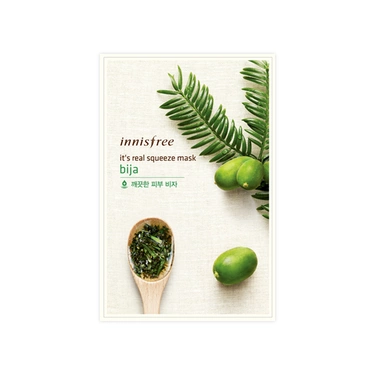 innisfree
it's real squeeze mask
bija
깨끗한 피부 비자